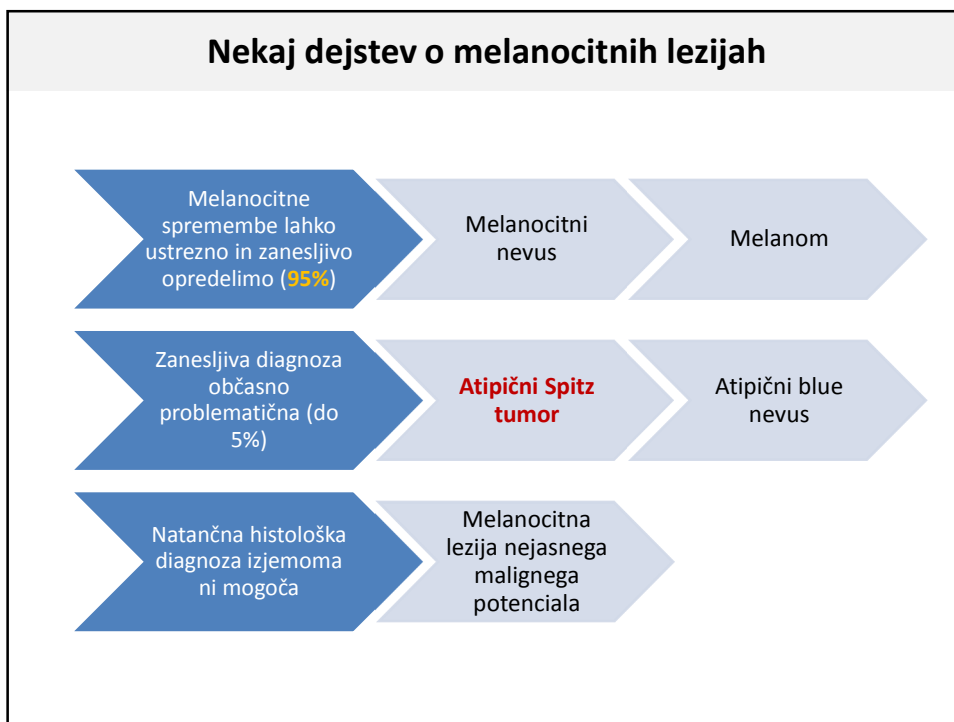 Nekaj dejstev o melanocitnih lezijah
Melanocitne
spremembe lahko
ustrezno in zanesljivo
opredelimo (95%)
Melanocitni
nevus
Melanom
Zanesljiva diagnoza
občasno
problematična (do
5%)
Atipični Spitz
tumor
Atipični blue
nevus
Natančna histološka
diagnoza izjemoma
ni mogoča
Melanocitna
lezija nejasnega
malignega
potenciala